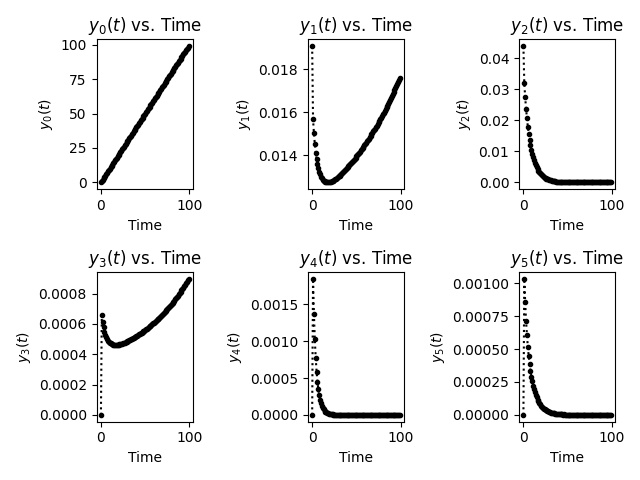 y₀(t) vs. Time
100
75
50
25
0
y₀(t)
0
100
Time
y₁(t) vs. Time
0.018
0.016
0.014
y₁(t)
0
100
Time
y₂(t) vs. Time
0.04
0.03
0.02
0.01
0.00
y₂(t)
0
100
Time
y₃(t) vs. Time
0.0008
0.0006
0.0004
0.0002
0.0000
y₃(t)
0
100
Time
y₄(t) vs. Time
0.0015
0.0010
0.0005
0.0000
y₄(t)
0
100
Time
y₅(t) vs. Time
0.00100
0.00075
0.00050
0.00025
0.00000
y₅(t)
0
100
Time